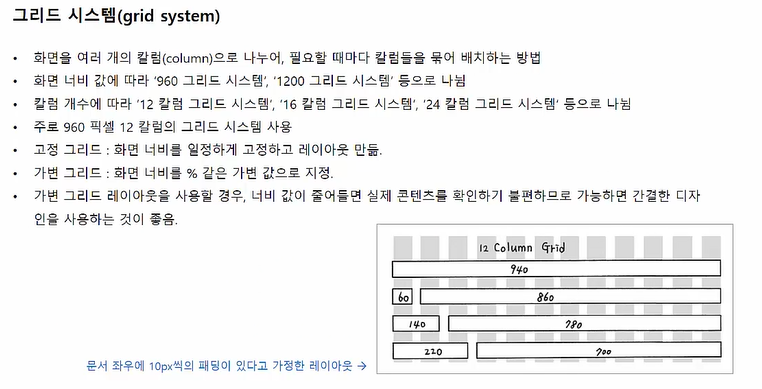 그리드 시스템(grid system)
• 화면을 여러 개의 칼럼(column)으로 나누어, 필요할 때마다 칼럼들을 묶어 배치하는 방법
• 화면 너비 값에 따라 ‘960 그리드 시스템’, ‘1200 그리드 시스템’ 등으로 나뉨
• 칼럼 개수에 따라 ‘12 칼럼 그리드 시스템’, ‘16 칼럼 그리드 시스템’, ‘24 칼럼 그리드 시스템’ 등으로 나뉨
• 주로 960 픽셀 12 칼럼의 그리드 시스템 사용
• 고정 그리드 : 화면 너비를 일정하게 고정하고 레이아웃 만듦.
• 가변 그리드 : 화면 너비를 % 같은 가변 값으로 지정.
• 가변 그리드 레이아웃을 사용할 경우, 너비 값이 줄어들면 실제 콘텐츠를 확인하기 불편하므로 가능하면 간결한 디자
인을 사용하는 것이 좋음.
12 Column Grid
940
60 860
140 780
220 700
문서 좌우에 10px씩의 패딩이 있다고 가정한 레이아웃 →